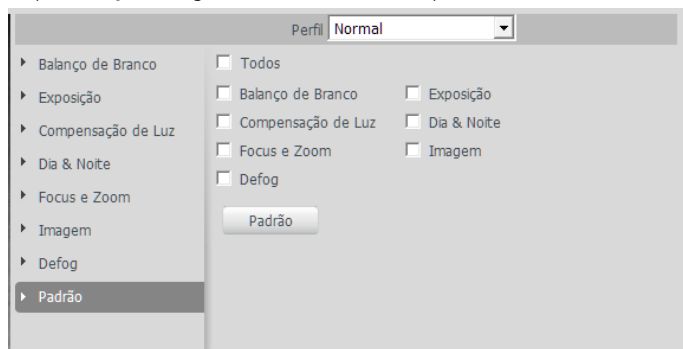 Perfil Normal
Balanço de Branco
Exposição
Compensação de Luz
Dia & Noite
Focus e Zoom
Imagem
Defog
Padrão
Todos
Balanço de Branco Exposição
Compensação de Luz Dia & Noite
Focus e Zoom Imagem
Defog
Padrão